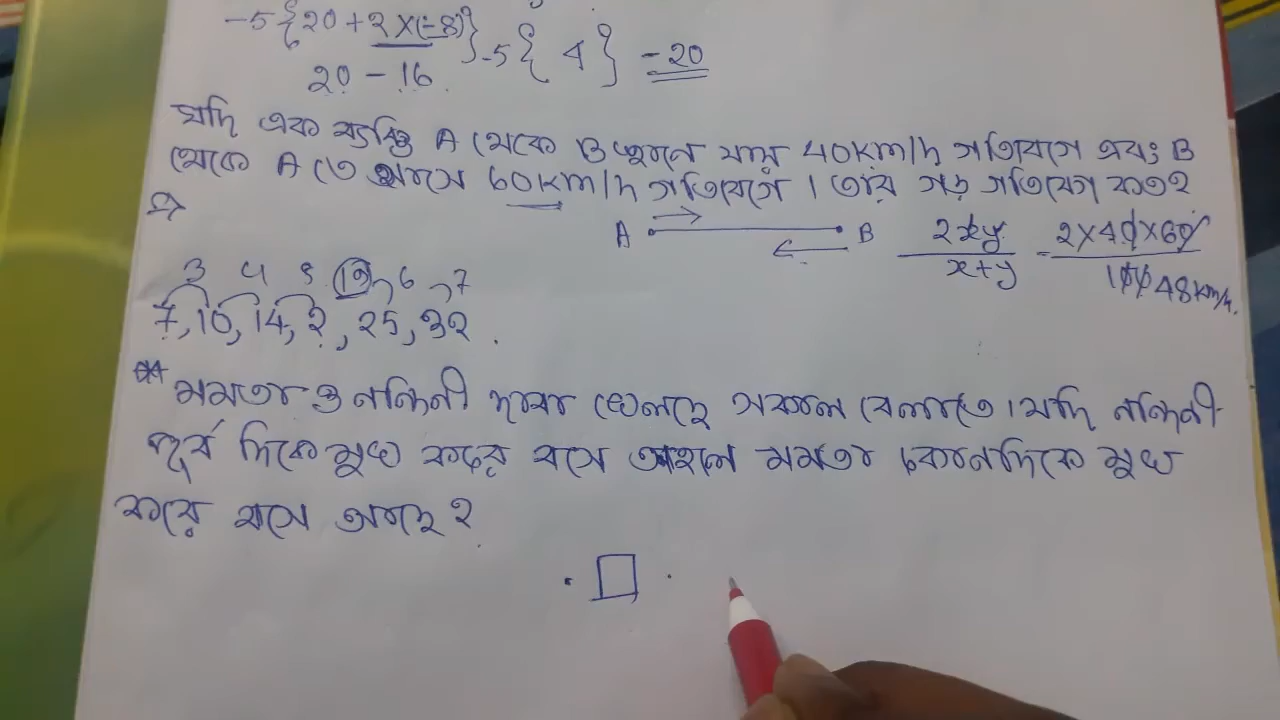 -5{20+2×(-8)}
20-16
-5{4} -20
যদি এক ব্যক্তি A থেকে B স্থানে যায় 40km/h গতিবেগে এবং B
থেকে A তে আসে 60km/h গতিবেগে। তার গড় গতিবেগ কত?
A B 2xy/x+y = 2×40×60/100 48km/h.
3 4 5 6 7
7, 10, 14, 2, 25, 32.
** মমতা ও নন্দিনী দাবা খেলছে সকাল বেলাতে। যদি নন্দিনী
পূর্ব দিকে মুখ করে বসে তাহলে মমতা কোনদিকে মুখ
করে বসে আছে?